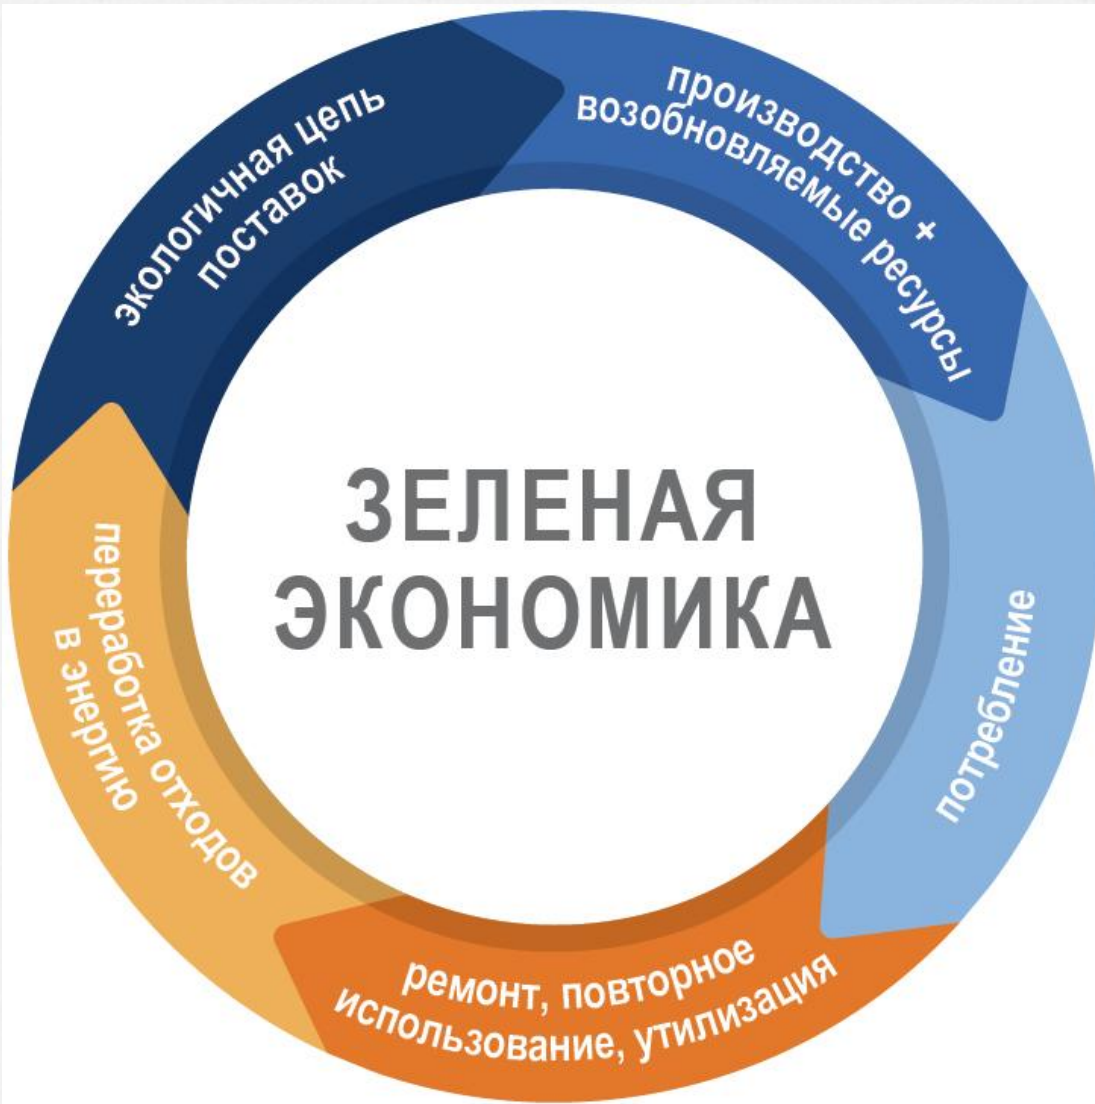 экологичная цепь
поставок
производство +
возобновляемые ресурсы
ЗЕЛЕНАЯ
ЭКОНОМИКА
потребление
переработка отходов
в энергию
ремонт, повторное
использование, утилизация